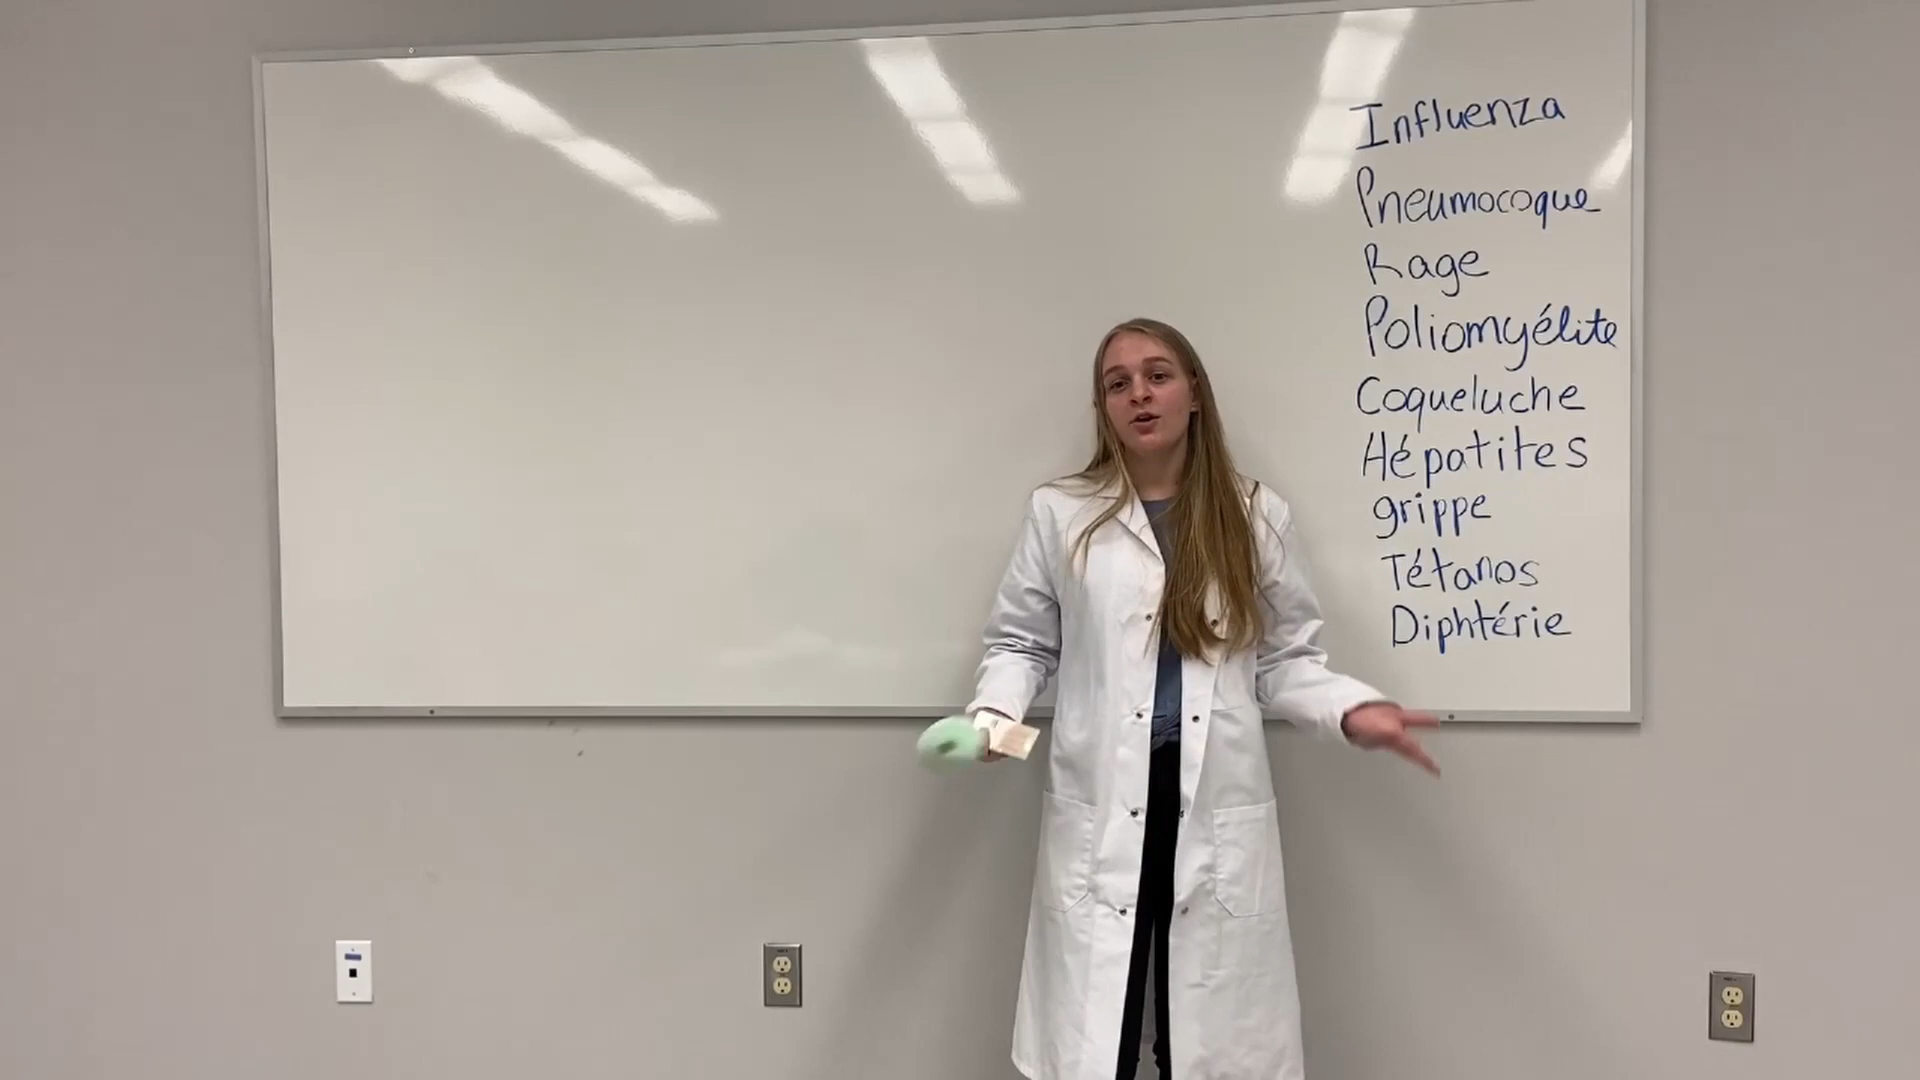 Influenza
Pneumocoque
Rage
Poliomyélite
Coqueluche
Hépatites
grippe
Tétanos
Diphtérie